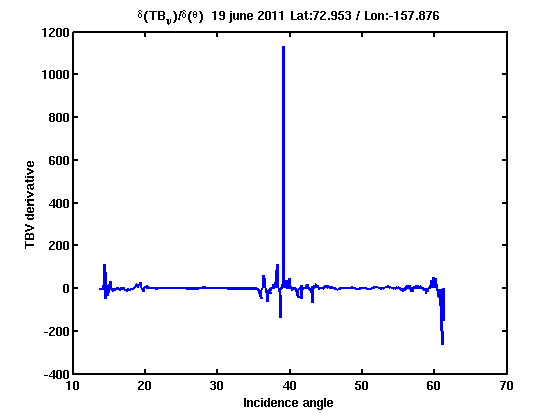 δ(TBᵥ)/δ(θ) 19 june 2011 Lat:72.953 / Lon:-157.876
1200
1000
800
600
400
200
0
-200
-400
TBV derivative
10 20 30 40 50 60 70
Incidence angle